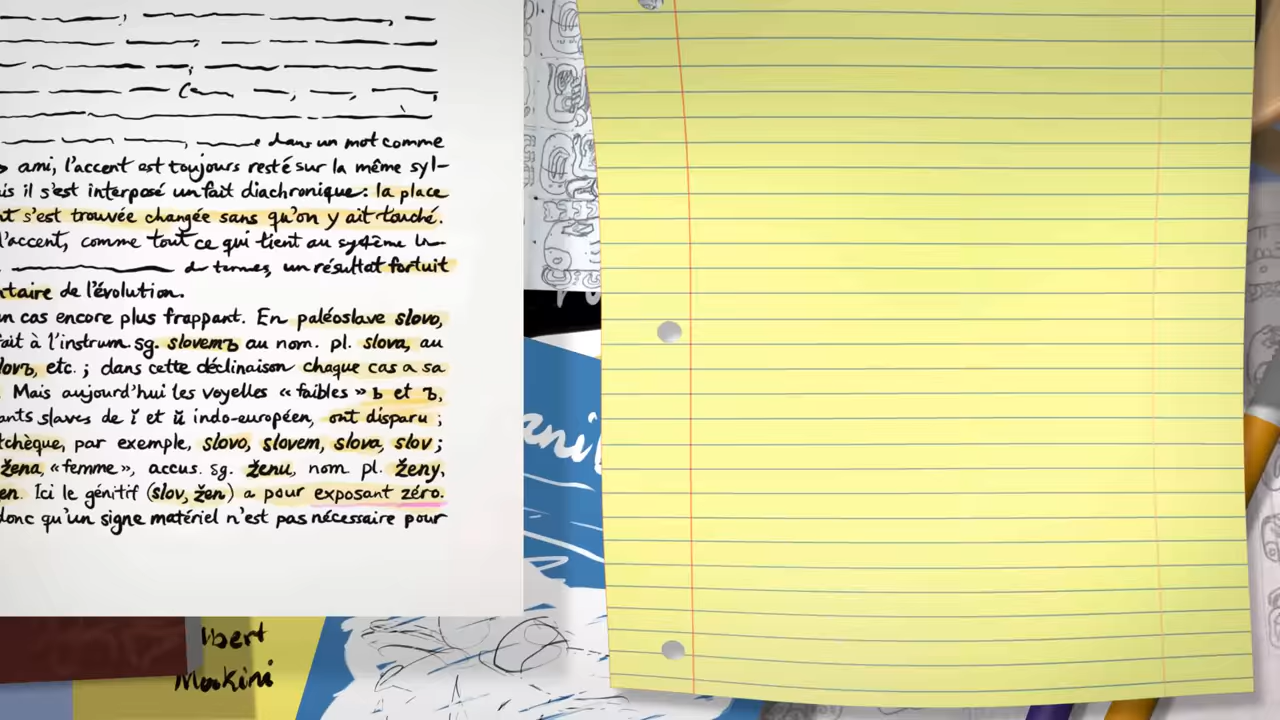 dans un mot comme
ami, l'accent est toujours resté sur la même syl-
is il s'est interposé un fait diachronique : la place
nt s'est trouvée changée sans qu'on y ait touché.
l'accent, comme tout ce qui tient au système
de termes, un résultat fortuit
ntaire de l'évolution.
un cas encore plus frappant. En paléoslave slovo,
fait à l'instrum. sg. slovemъ au nom. pl. slova, au
slovъ, etc. ; dans cette déclinaison chaque cas a sa
Mais aujourd'hui les voyelles « faibles » ь et ъ,
ants slaves de ĭ et ŭ indo-européen, ont disparu ;
tchèque, par exemple, slovo, slovem, slova, slov ;
žena, « femme », accus. sg. ženu, nom pl. ženy,
en. Ici le génitif (slov, žen) a pour exposant zéro.
donc qu'un signe matériel n'est pas nécessaire pour
lbert